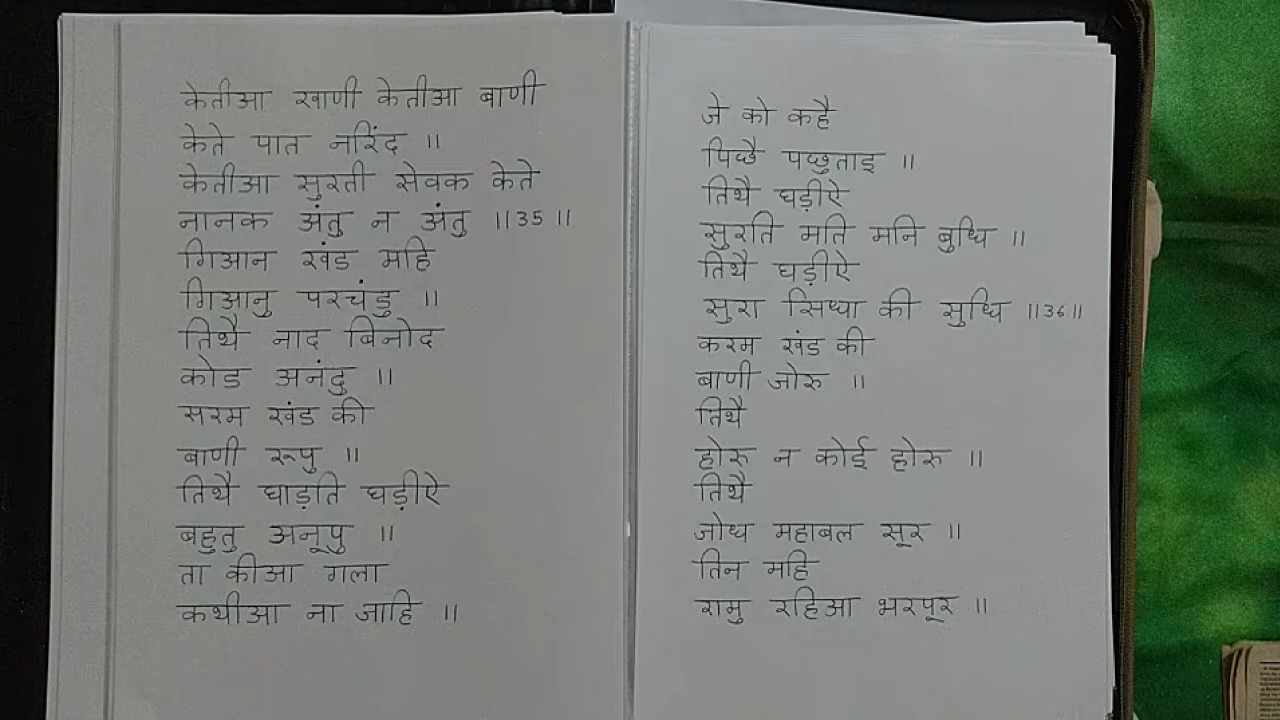 केतीआ खाणी केतीआ बाणी
केते पात नरिंद ॥
केतीआ सुरती सेवक केते
नानक अंतु न अंतु ॥35॥
गिआन खंड महि
गिआनु परचंडु ॥
तिथै नाद बिनोद
कोड अनंदु ॥
सरम खंड की
बाणी रूपु ॥
तिथै घाड़ति घड़ीऐ
बहुतु अनूपु ॥
ता कीआ गला
कथीआ ना जाहि ॥
जे को कहै
पिछै पछुताइ ॥
तिथै घड़ीऐ
सुरति मति मनि बुधि ॥
तिथै घड़ीऐ
सुरा सिधा की सुधि ॥36॥
करम खंड की
बाणी जोरु ॥
तिथै
होरु न कोई होरु ॥
तिथै
जोध महाबल सूर ॥
तिन महि
रामु रहिआ भरपूर ॥